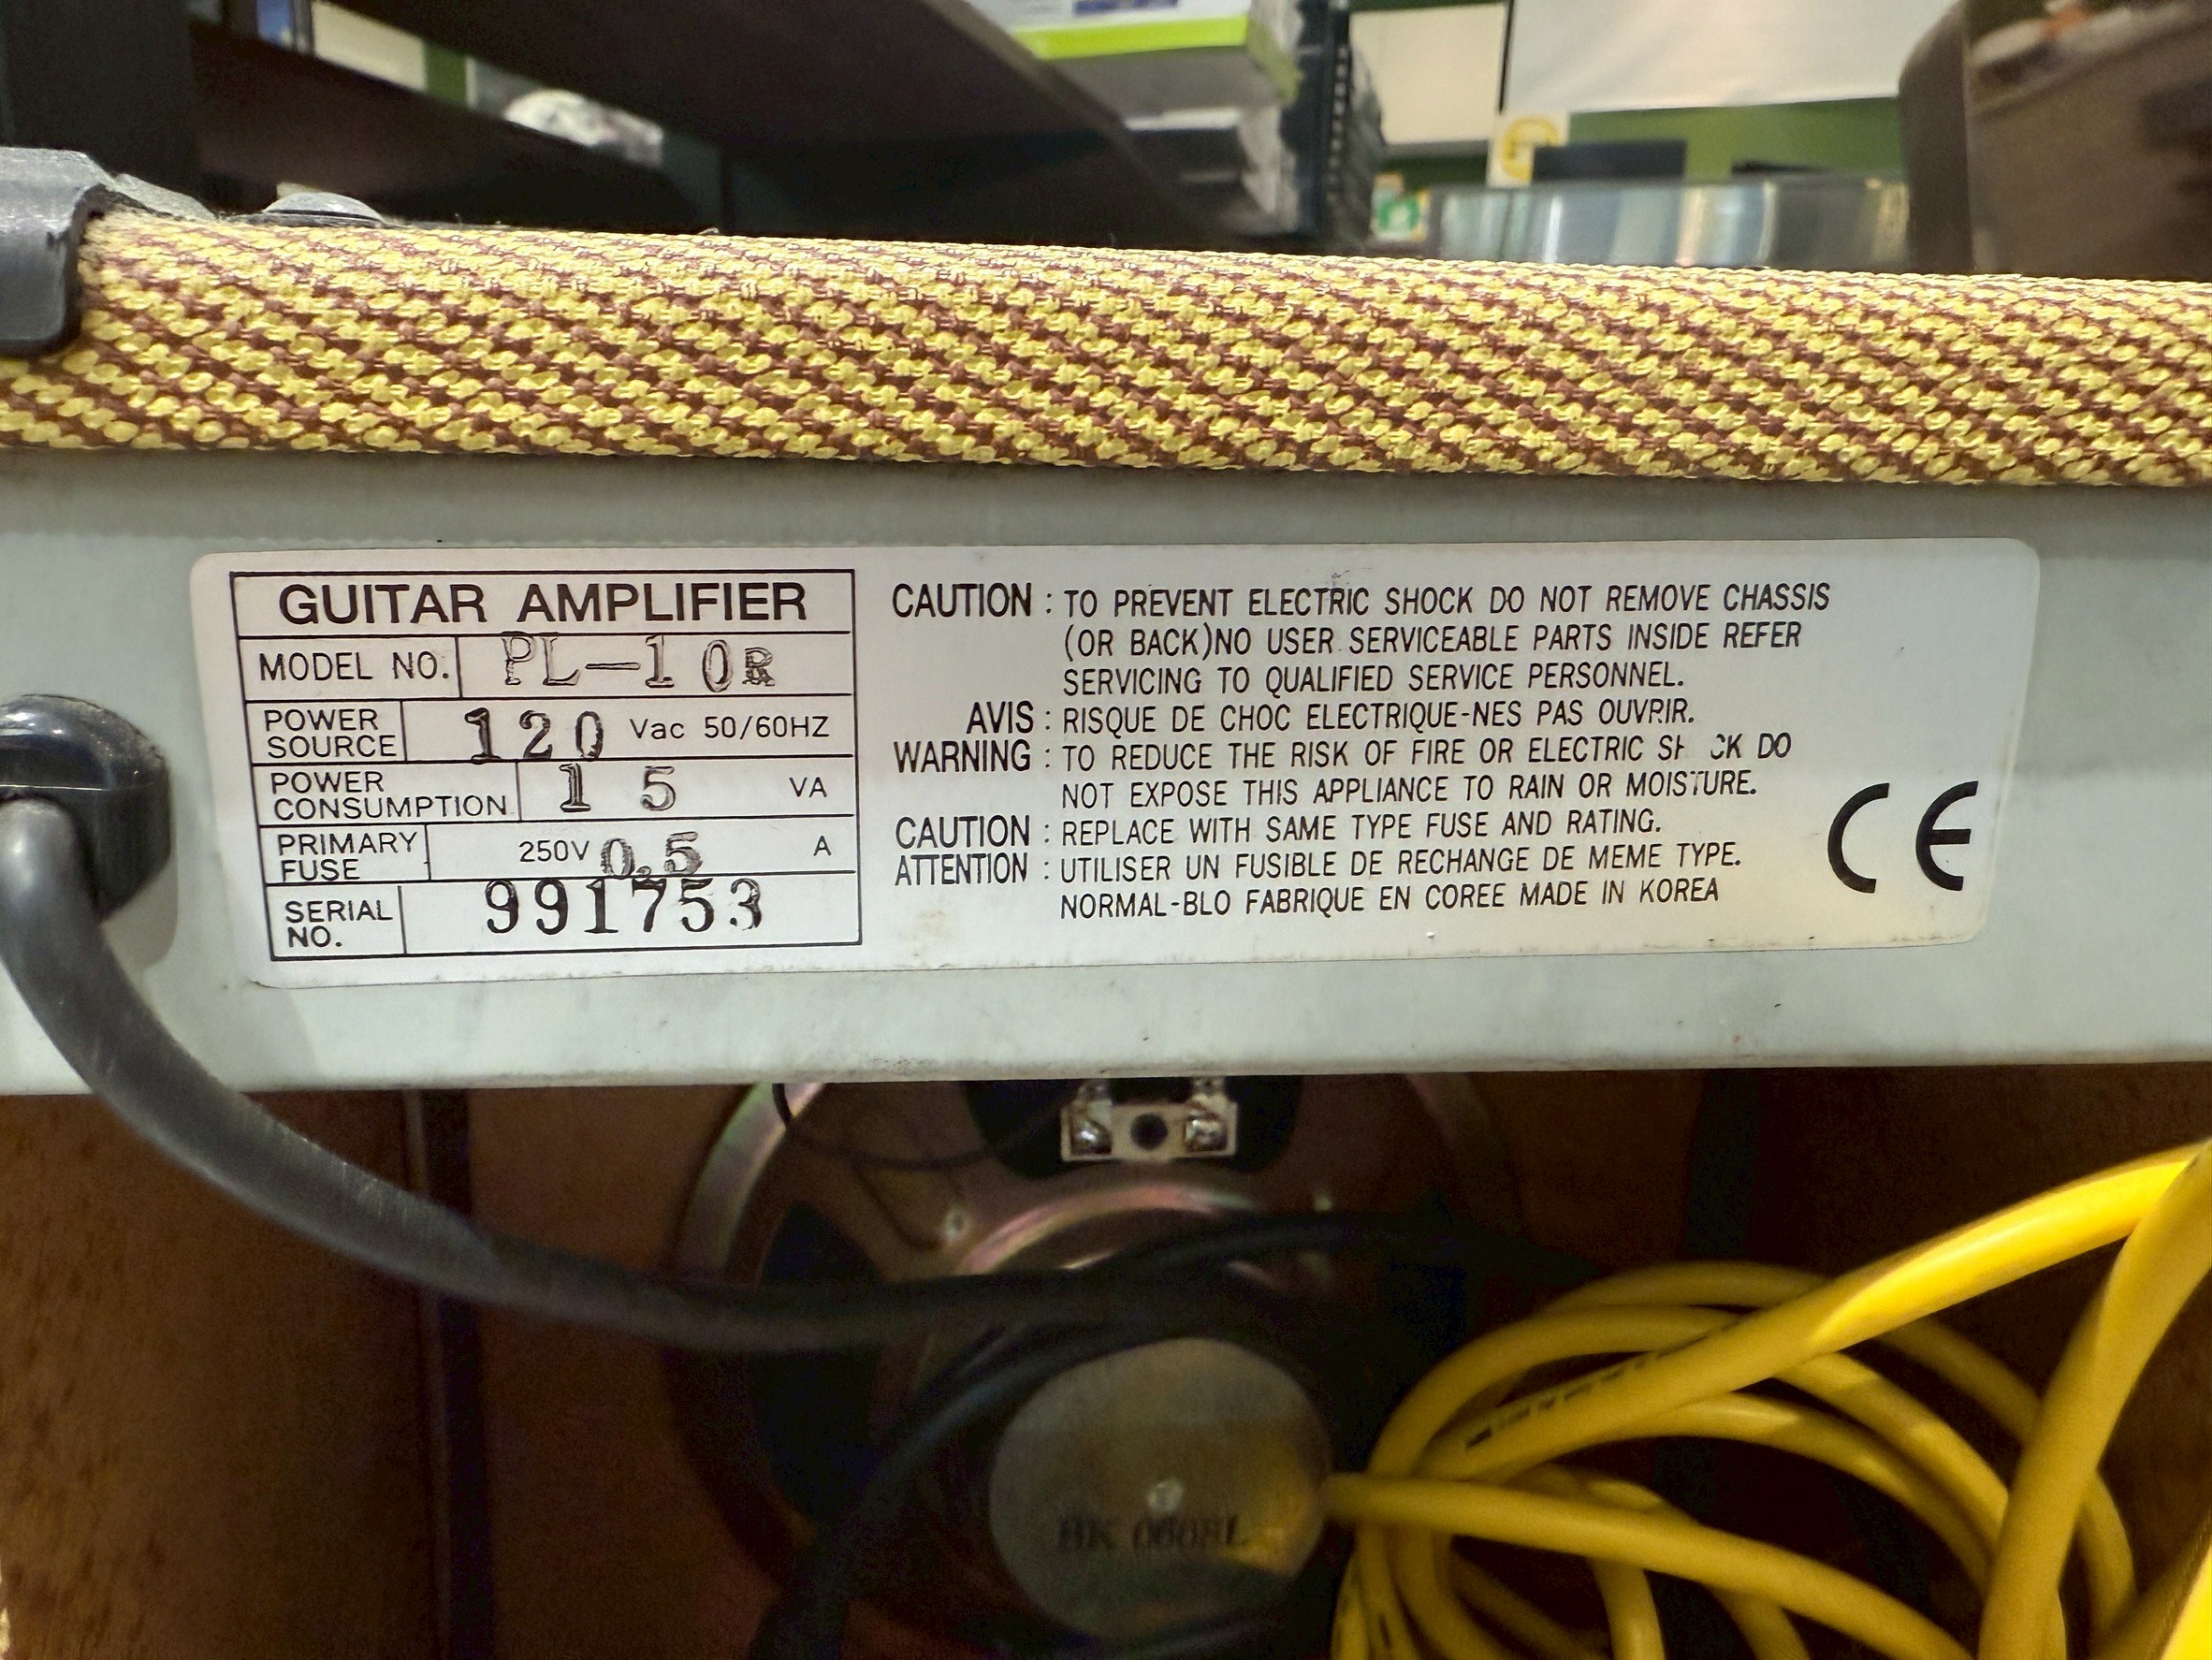 GUITAR AMPLIFIER
MODEL NO. PL-10R
POWER SOURCE 120 Vac 50/60HZ
POWER CONSUMPTION 15 VA
PRIMARY FUSE 250V 0.5 A
SERIAL NO. 991753
CAUTION : TO PREVENT ELECTRIC SHOCK DO NOT REMOVE CHASSIS
(OR BACK)NO USER SERVICEABLE PARTS INSIDE REFER
SERVICING TO QUALIFIED SERVICE PERSONNEL.
AVIS : RISQUE DE CHOC ELECTRIQUE-NES PAS OUVRIR.
WARNING : TO REDUCE THE RISK OF FIRE OR ELECTRIC SHOCK DO
NOT EXPOSE THIS APPLIANCE TO RAIN OR MOISTURE.
CAUTION : REPLACE WITH SAME TYPE FUSE AND RATING.
ATTENTION : UTILISER UN FUSIBLE DE RECHANGE DE MEME TYPE.
NORMAL-BLO FABRIQUE EN COREE MADE IN KOREA
CE